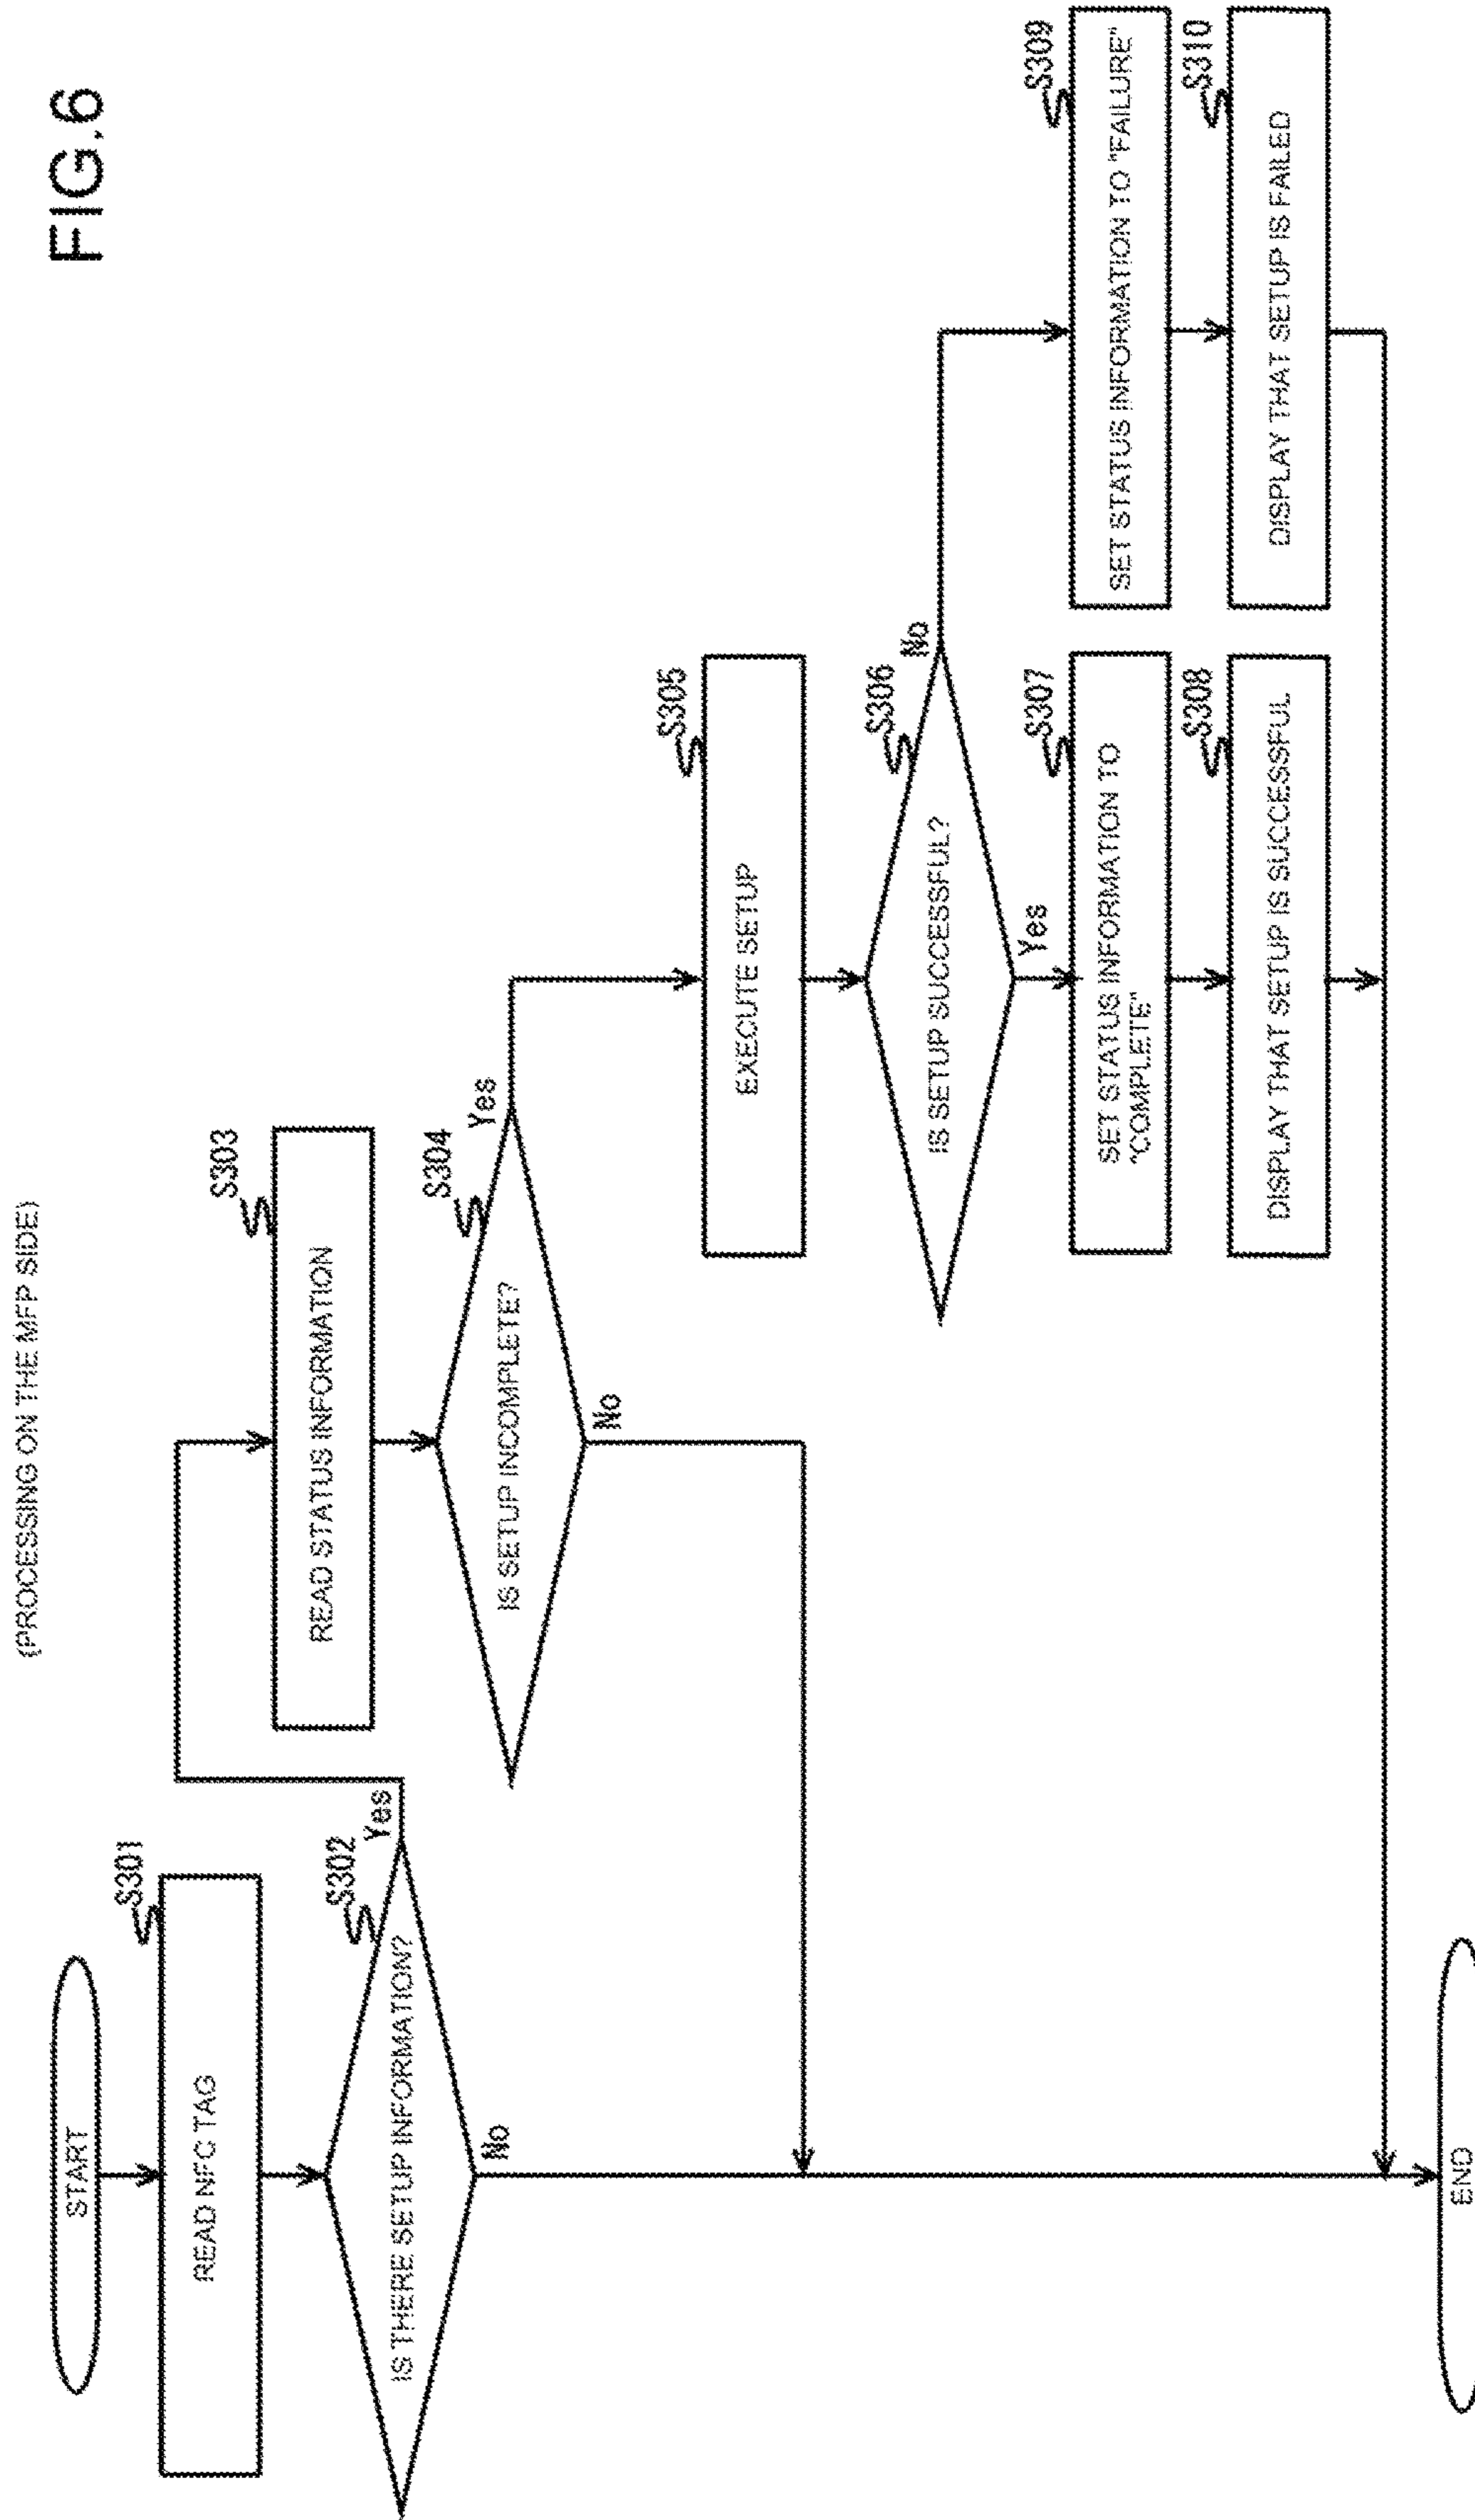 FIG.6
(PROCESSING ON THE MFP SIDE)
START
S301
READ NFC TAG
S302
IS THERE SETUP INFORMATION?
Yes
No
S303
READ STATUS INFORMATION
S304
IS SETUP INCOMPLETE?
Yes
No
S305
EXECUTE SETUP
S306
IS SETUP SUCCESSFUL?
No
Yes
S307
SET STATUS INFORMATION TO
"COMPLETE"
S308
DISPLAY THAT SETUP IS SUCCESSFUL
S309
SET STATUS INFORMATION TO "FAILURE"
S310
DISPLAY THAT SETUP IS FAILED
END